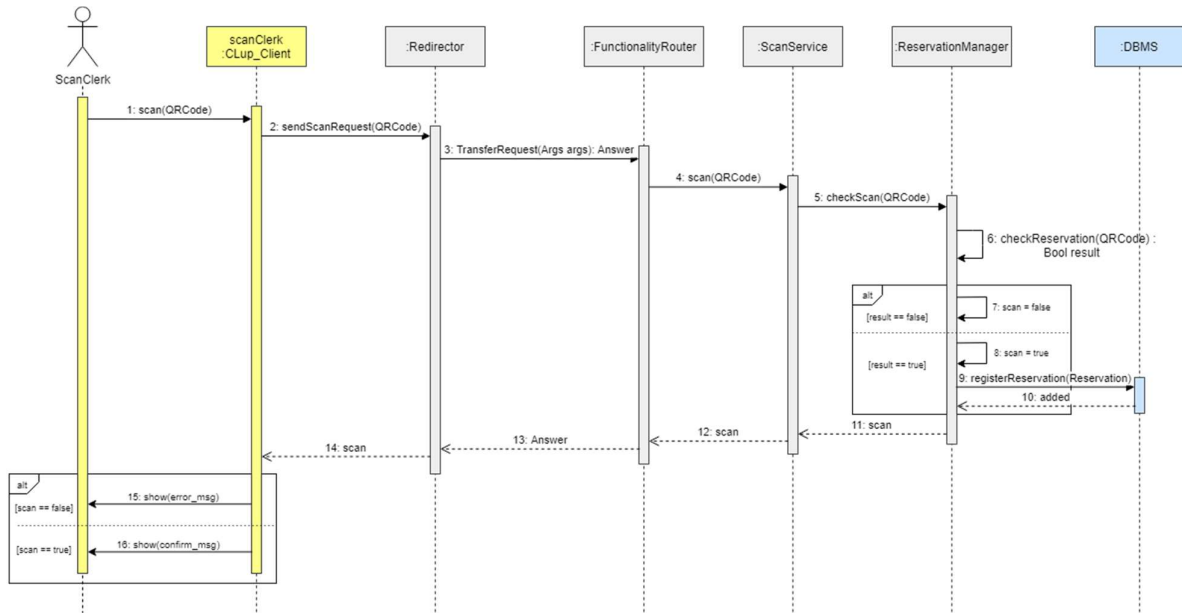 scanClerk
:CLup_Client
:Redirector
:FunctionalityRouter
:ScanService
:ReservationManager
:DBMS
ScanClerk
1: scan(QRCode)
2: sendScanRequest(QRCode)
3: TransferRequest(Args args): Answer
4: scan(QRCode)
5: checkScan(QRCode)
6: checkReservation(QRCode) :
Bool result
alt
7: scan = false
[result == false]
8: scan = true
[result == true]
9: registerReservation(Reservation)
10: added
11: scan
12: scan
13: Answer
14: scan
alt
15: show(error_msg)
[scan == false]
16: show(confirm_msg)
[scan == true]